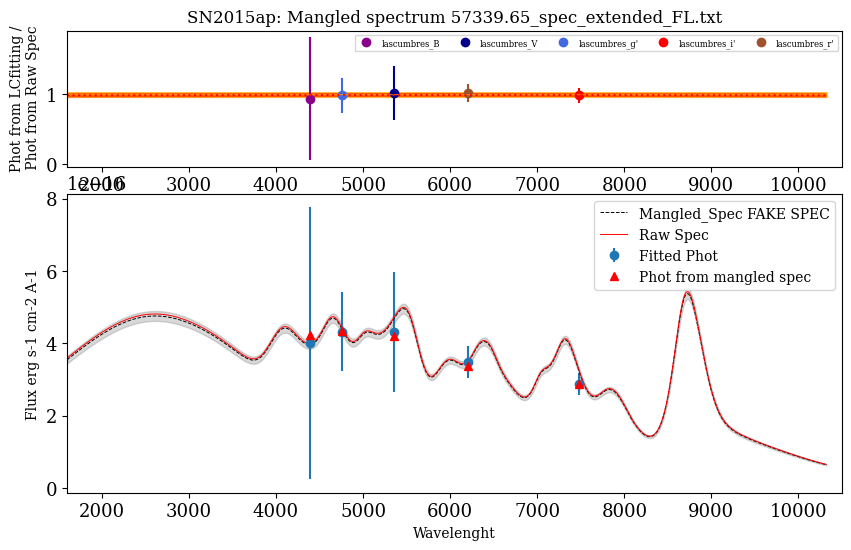 SN2015ap: Mangled spectrum 57339.65_spec_extended_FL.txt
Phot from LCfitting /
Phot from Raw Spec
lascumbres_B lascumbres_V lascumbres_g' lascumbres_i' lascumbres_r'
1
0
2000 3000 4000 5000 6000 7000 8000 9000 10000
1e−16
Mangled_Spec FAKE SPEC
Raw Spec
Fitted Phot
Phot from mangled spec
Flux erg s-1 cm-2 A-1
8
6
4
2
0
2000 3000 4000 5000 6000 7000 8000 9000 10000
Wavelenght